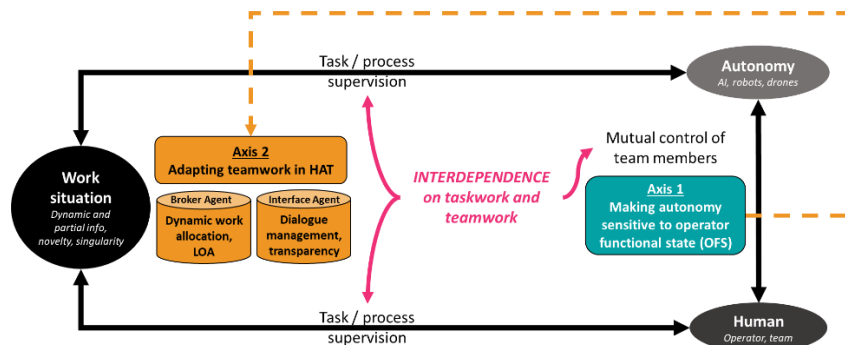 Task / process
supervision
Autonomy
AI, robots, drones
Axis 2
Adapting teamwork in HAT
Mutual control of
team members
Work
situation
Dynamic and
partial info,
novelty, singularity
Broker Agent
Dynamic work
allocation,
LOA
Interface Agent
Dialogue
management,
transparency
INTERDEPENDENCE
on taskwork and
teamwork
Axis 1
Making autonomy
sensitive to operator
functional state (OFS)
Task / process
supervision
Human
Operator, team